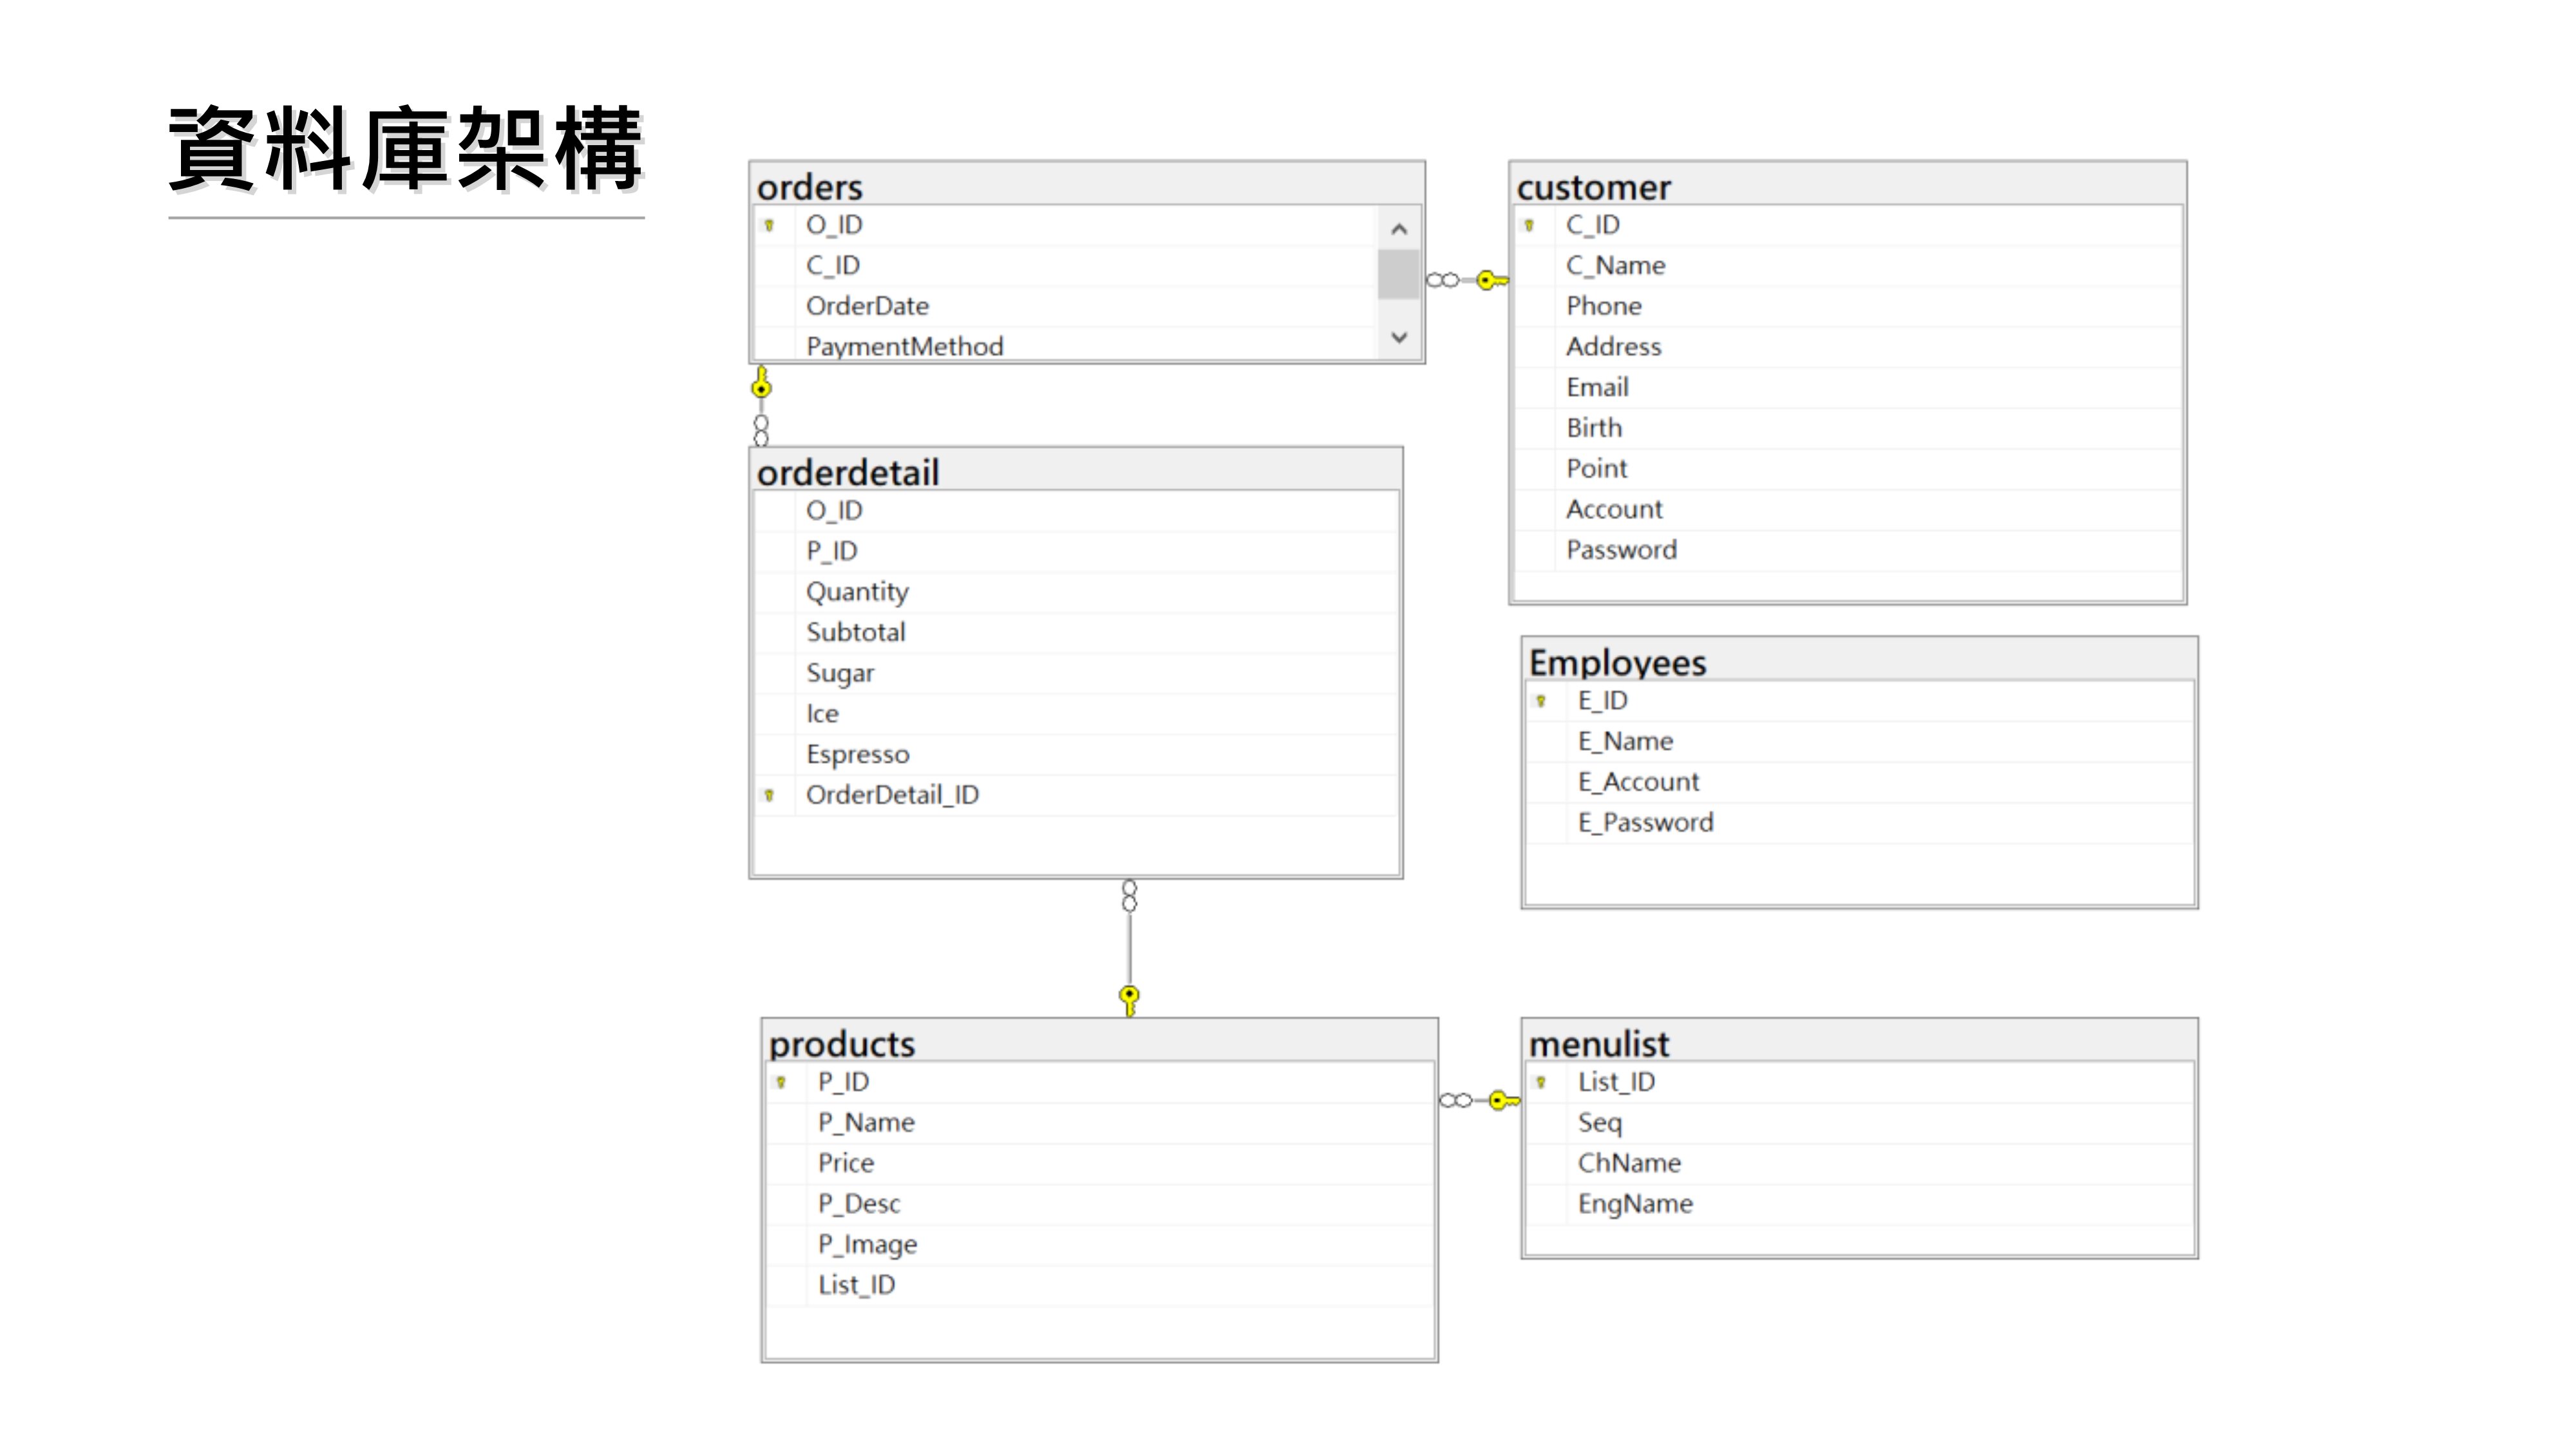 資料庫架構
orders
O_ID
C_ID
OrderDate
PaymentMethod
customer
C_ID
C_Name
Phone
Address
Email
Birth
Point
Account
Password
orderdetail
O_ID
P_ID
Quantity
Subtotal
Sugar
Ice
Espresso
OrderDetail_ID
Employees
E_ID
E_Name
E_Account
E_Password
products
P_ID
P_Name
Price
P_Desc
P_Image
List_ID
menulist
List_ID
Seq
ChName
EngName